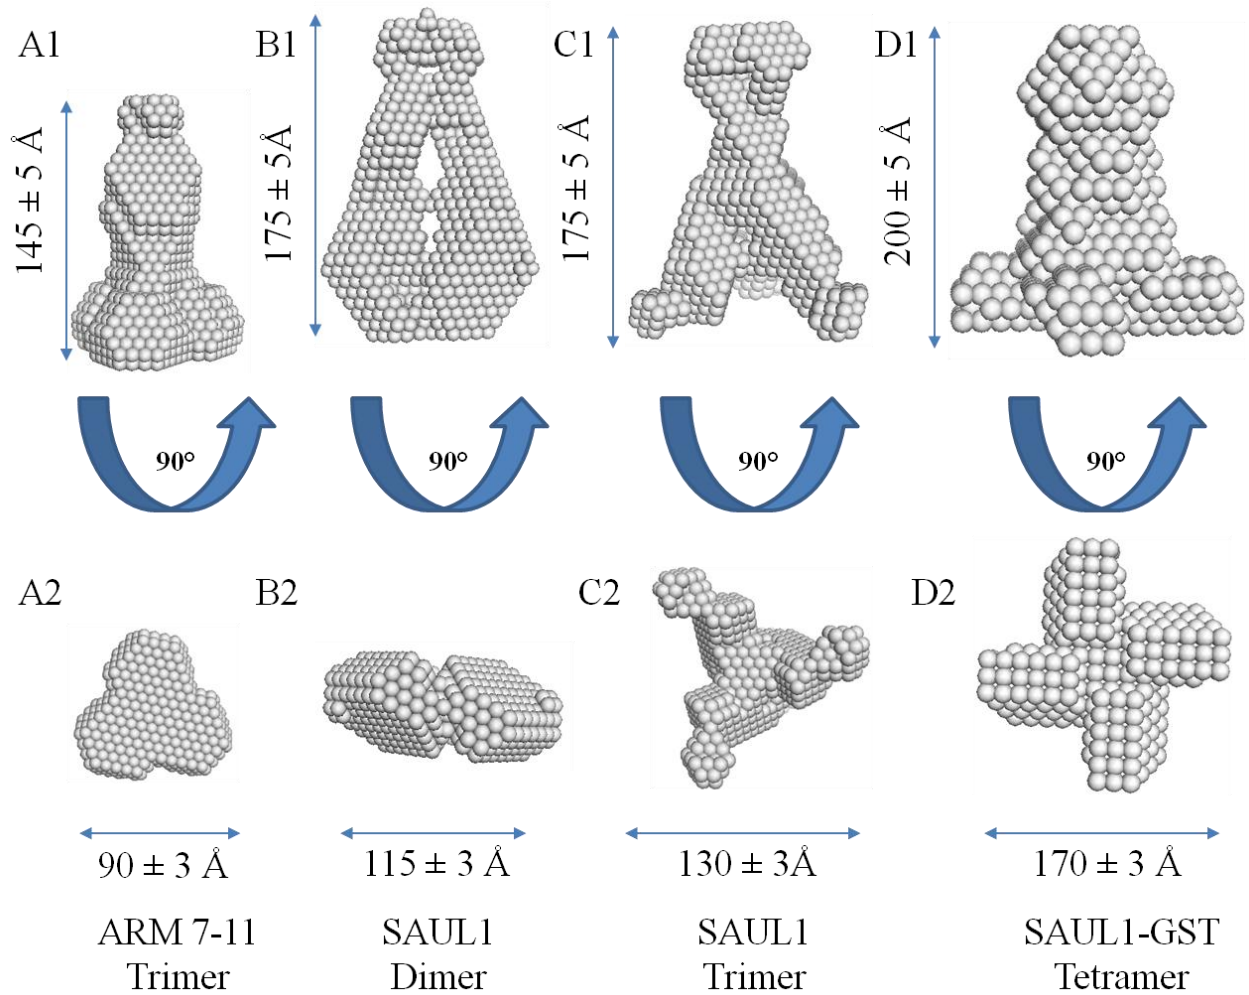 A1
B1
C1
D1
145 ± 5 Å
175 ± 5Å
175 ± 5 Å
200 ± 5 Å
90°
90°
90°
90°
A2
B2
C2
D2
90 ± 3 Å
115 ± 3 Å
130 ± 3Å
170 ± 3 Å
ARM 7-11
Trimer
SAUL1
Dimer
SAUL1
Trimer
SAUL1-GST
Tetramer